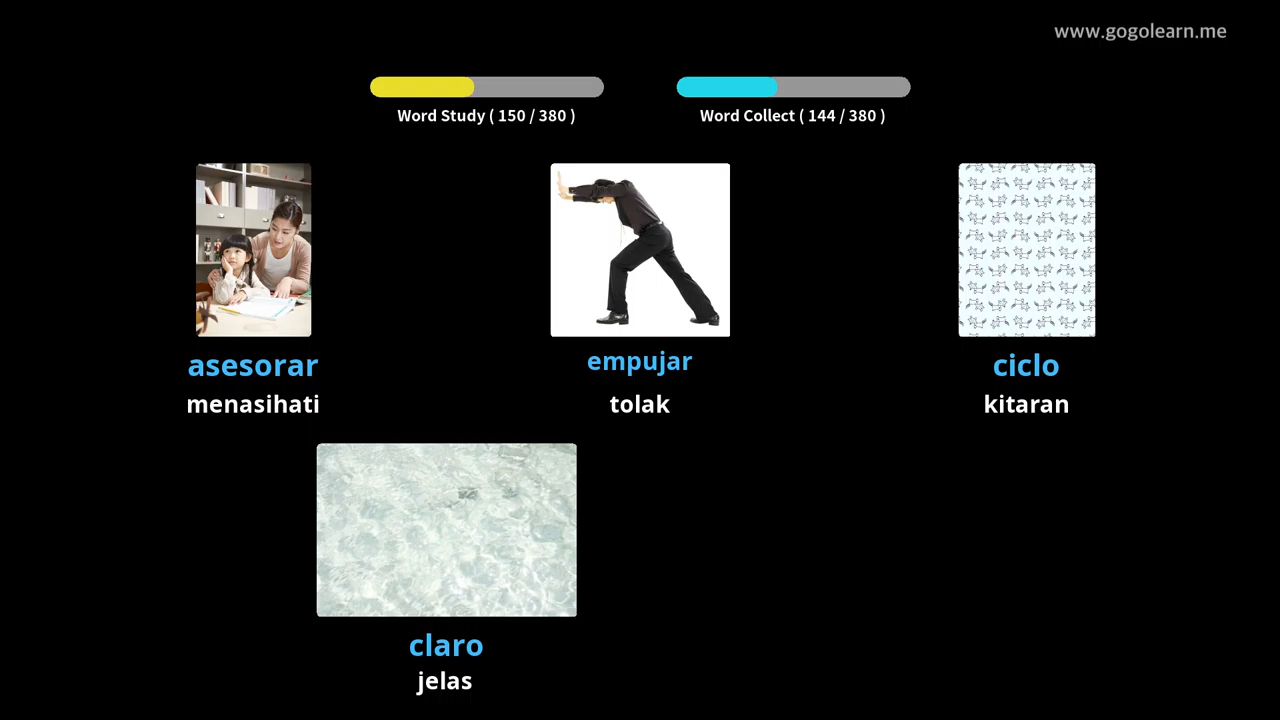 www.gogolearn.me
Word Study ( 150 / 380 )
Word Collect ( 144 / 380 )
asesorar
menasihati
empujar
tolak
ciclo
kitaran
claro
jelas